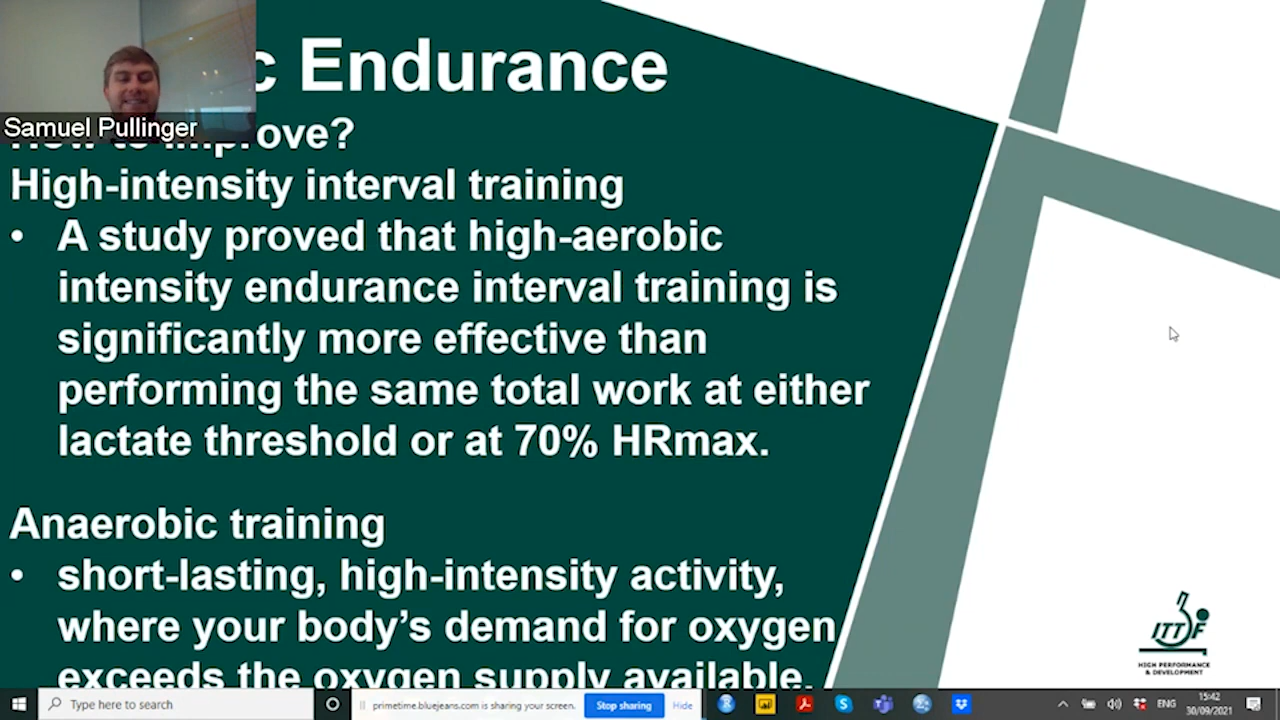 c Endurance
Samuel Pullinger
How to improve?
High-intensity interval training
• A study proved that high-aerobic
intensity endurance interval training is
significantly more effective than
performing the same total work at either
lactate threshold or at 70% HRmax.
Anaerobic training
• short-lasting, high-intensity activity,
where your body's demand for oxygen
exceeds the oxygen supply available.
ITTF
HIGH PERFORMANCE
& DEVELOPMENT
Type here to search
primetime.bluejeans.com is sharing your screen.
Stop sharing
Hide
ENG
15:42
30/09/2021